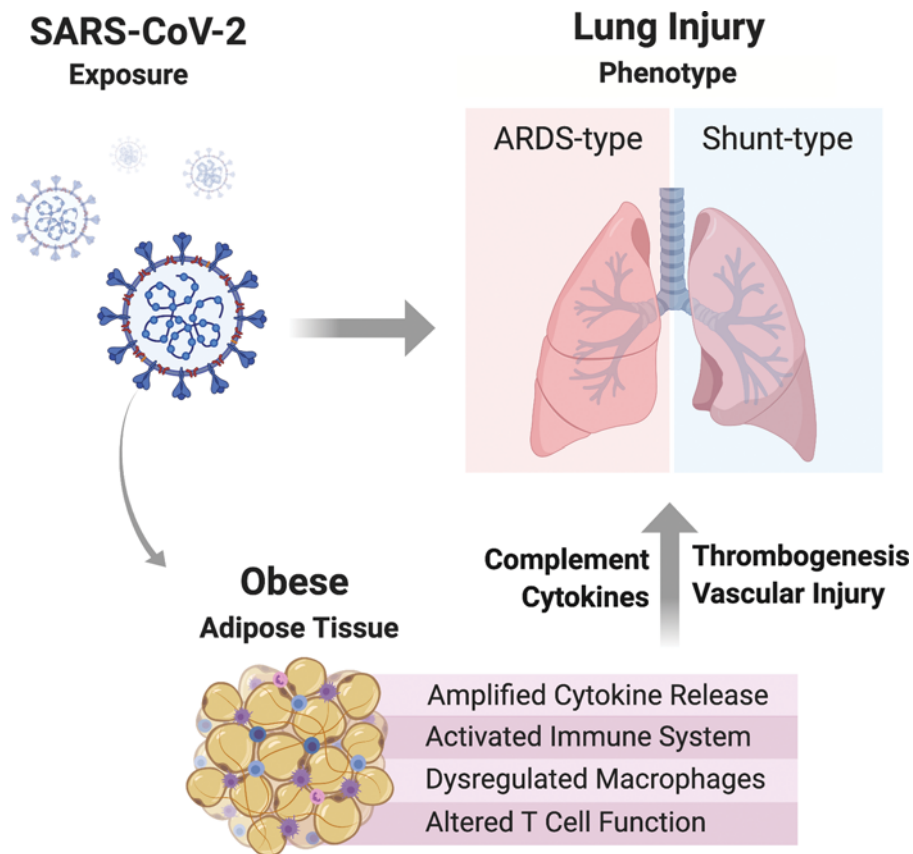 SARS-CoV-2
Exposure
Lung Injury
Phenotype
ARDS-type
Shunt-type
Complement
Cytokines
Thrombogenesis
Vascular Injury
Obese
Adipose Tissue
Amplified Cytokine Release
Activated Immune System
Dysregulated Macrophages
Altered T Cell Function